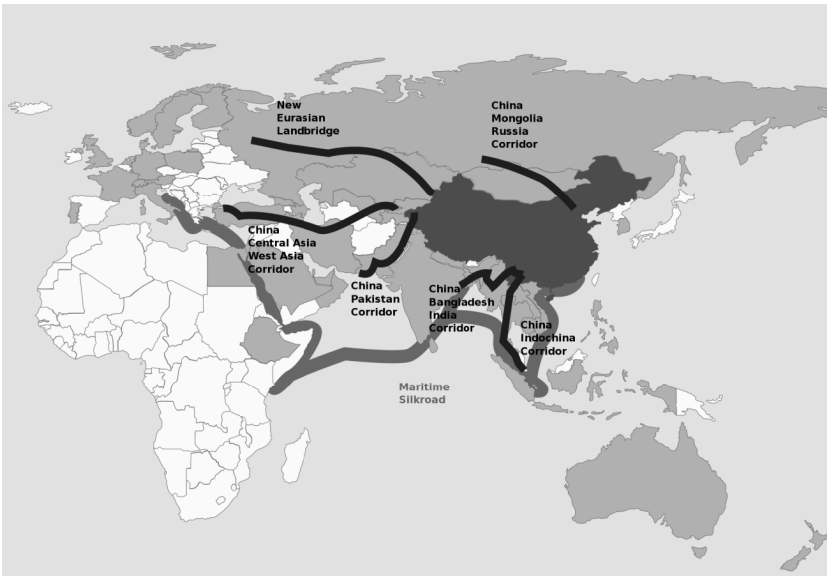 New
Eurasian
Landbridge
China
Mongolia
Russia
Corridor
China
Central Asia
West Asia
Corridor
China
Pakistan
Corridor
China
Bangladesh
India
Corridor
China
Indochina
Corridor
Maritime
Silkroad